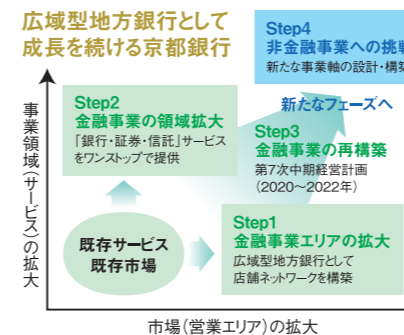 広域型地方銀行として
成長を続ける京都銀行
Step4
非金融事業への挑戦
新たな事業軸の設計・構築
新たなフェーズへ
Step2
金融事業の領域拡大
「銀行・証券・信託」サービス
をワンストップで提供
Step3
金融事業の再構築
第7次中期経営計画
（2020～2022年）
Step1
金融事業エリアの拡大
広域型地方銀行として
店舗ネットワークを構築
既存サービス
既存市場
事業領域（サービス）の拡大
市場（営業エリア）の拡大